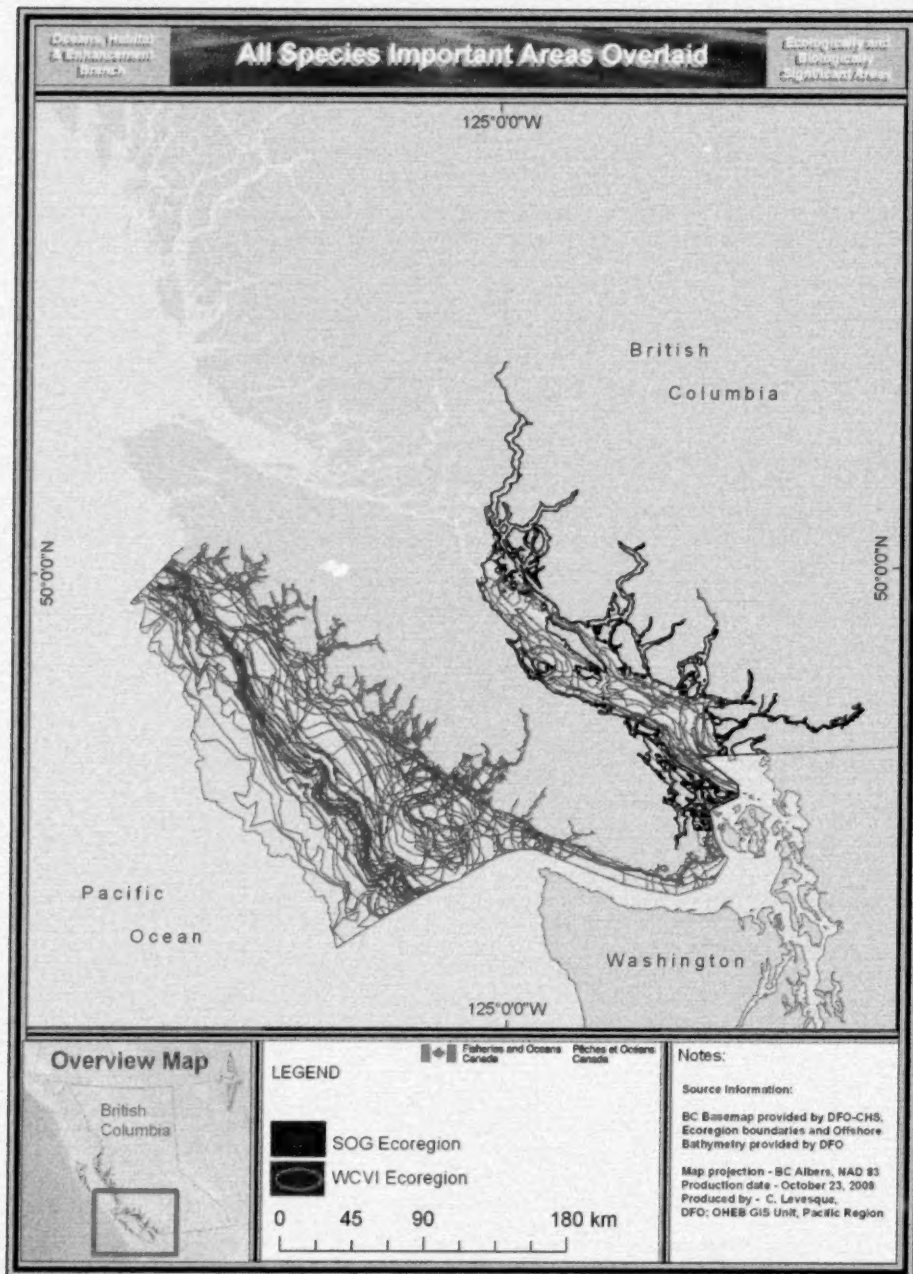 Oceans, Habitat
& Enhancement
Branch
All Species Important Areas Overlaid
Ecologically and
Biologically
Significant Areas
125°0'0"W
British
Columbia
50°0'0"N
50°0'0"N
Pacific
Ocean
Washington
125°0'0"W
Overview Map
British
Columbia
Fisheries and Oceans
Canada
Pêches et Océans
Canada
LEGEND
SOG Ecoregion
WCVI Ecoregion
0 45 90 180 km
Notes:
Source Information:
BC Basemap provided by DFO-CHS,
Ecoregion boundaries and Offshore
Bathymetry provided by DFO
Map projection - BC Albers, NAD 83
Production date - October 23, 2009
Produced by - C. Levesque,
DFO; OHEB GIS Unit, Pacific Region